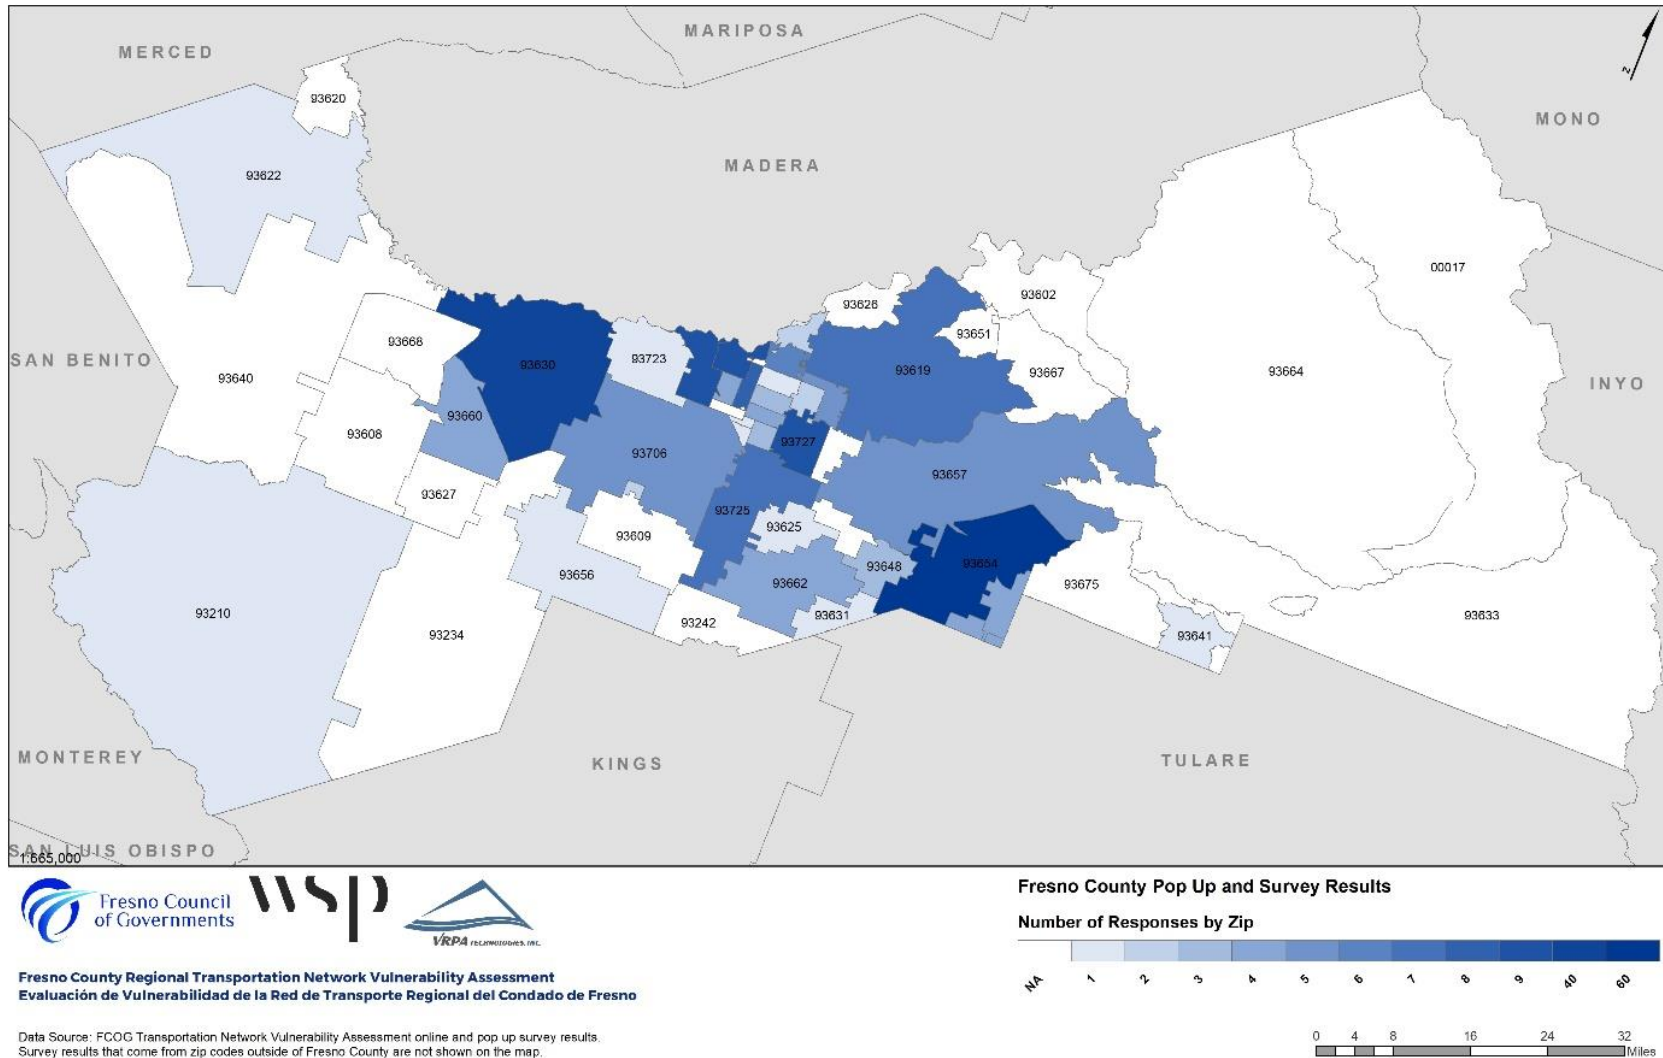 MERCED
MARIPOSA
MONO
MADERA
SAN BENITO
INYO
MONTEREY
KINGS
TULARE
SAN LUIS OBISPO
1:665,000
N
93620
93622
00017
93602
93626
93651
93668
93723
93630
93619
93667
93664
93640
93660
93608
93727
93706
93657
93627
93725
93625
93609
93654
93648
93656
93662
93675
93210
93631
93633
93242
93234
93641
Fresno Council
of Governments
wsp
VRPA TECHNOLOGIES, INC.
Fresno County Regional Transportation Network Vulnerability Assessment
Evaluación de Vulnerabilidad de la Red de Transporte Regional del Condado de Fresno
Data Source: FCOG Transportation Network Vulnerability Assessment online and pop up survey results.
Survey results that come from zip codes outside of Fresno County are not shown on the map.
Fresno County Pop Up and Survey Results
Number of Responses by Zip
NA 1 2 3 4 5 6 7 8 9 40 60
0 4 8 16 24 32
Miles